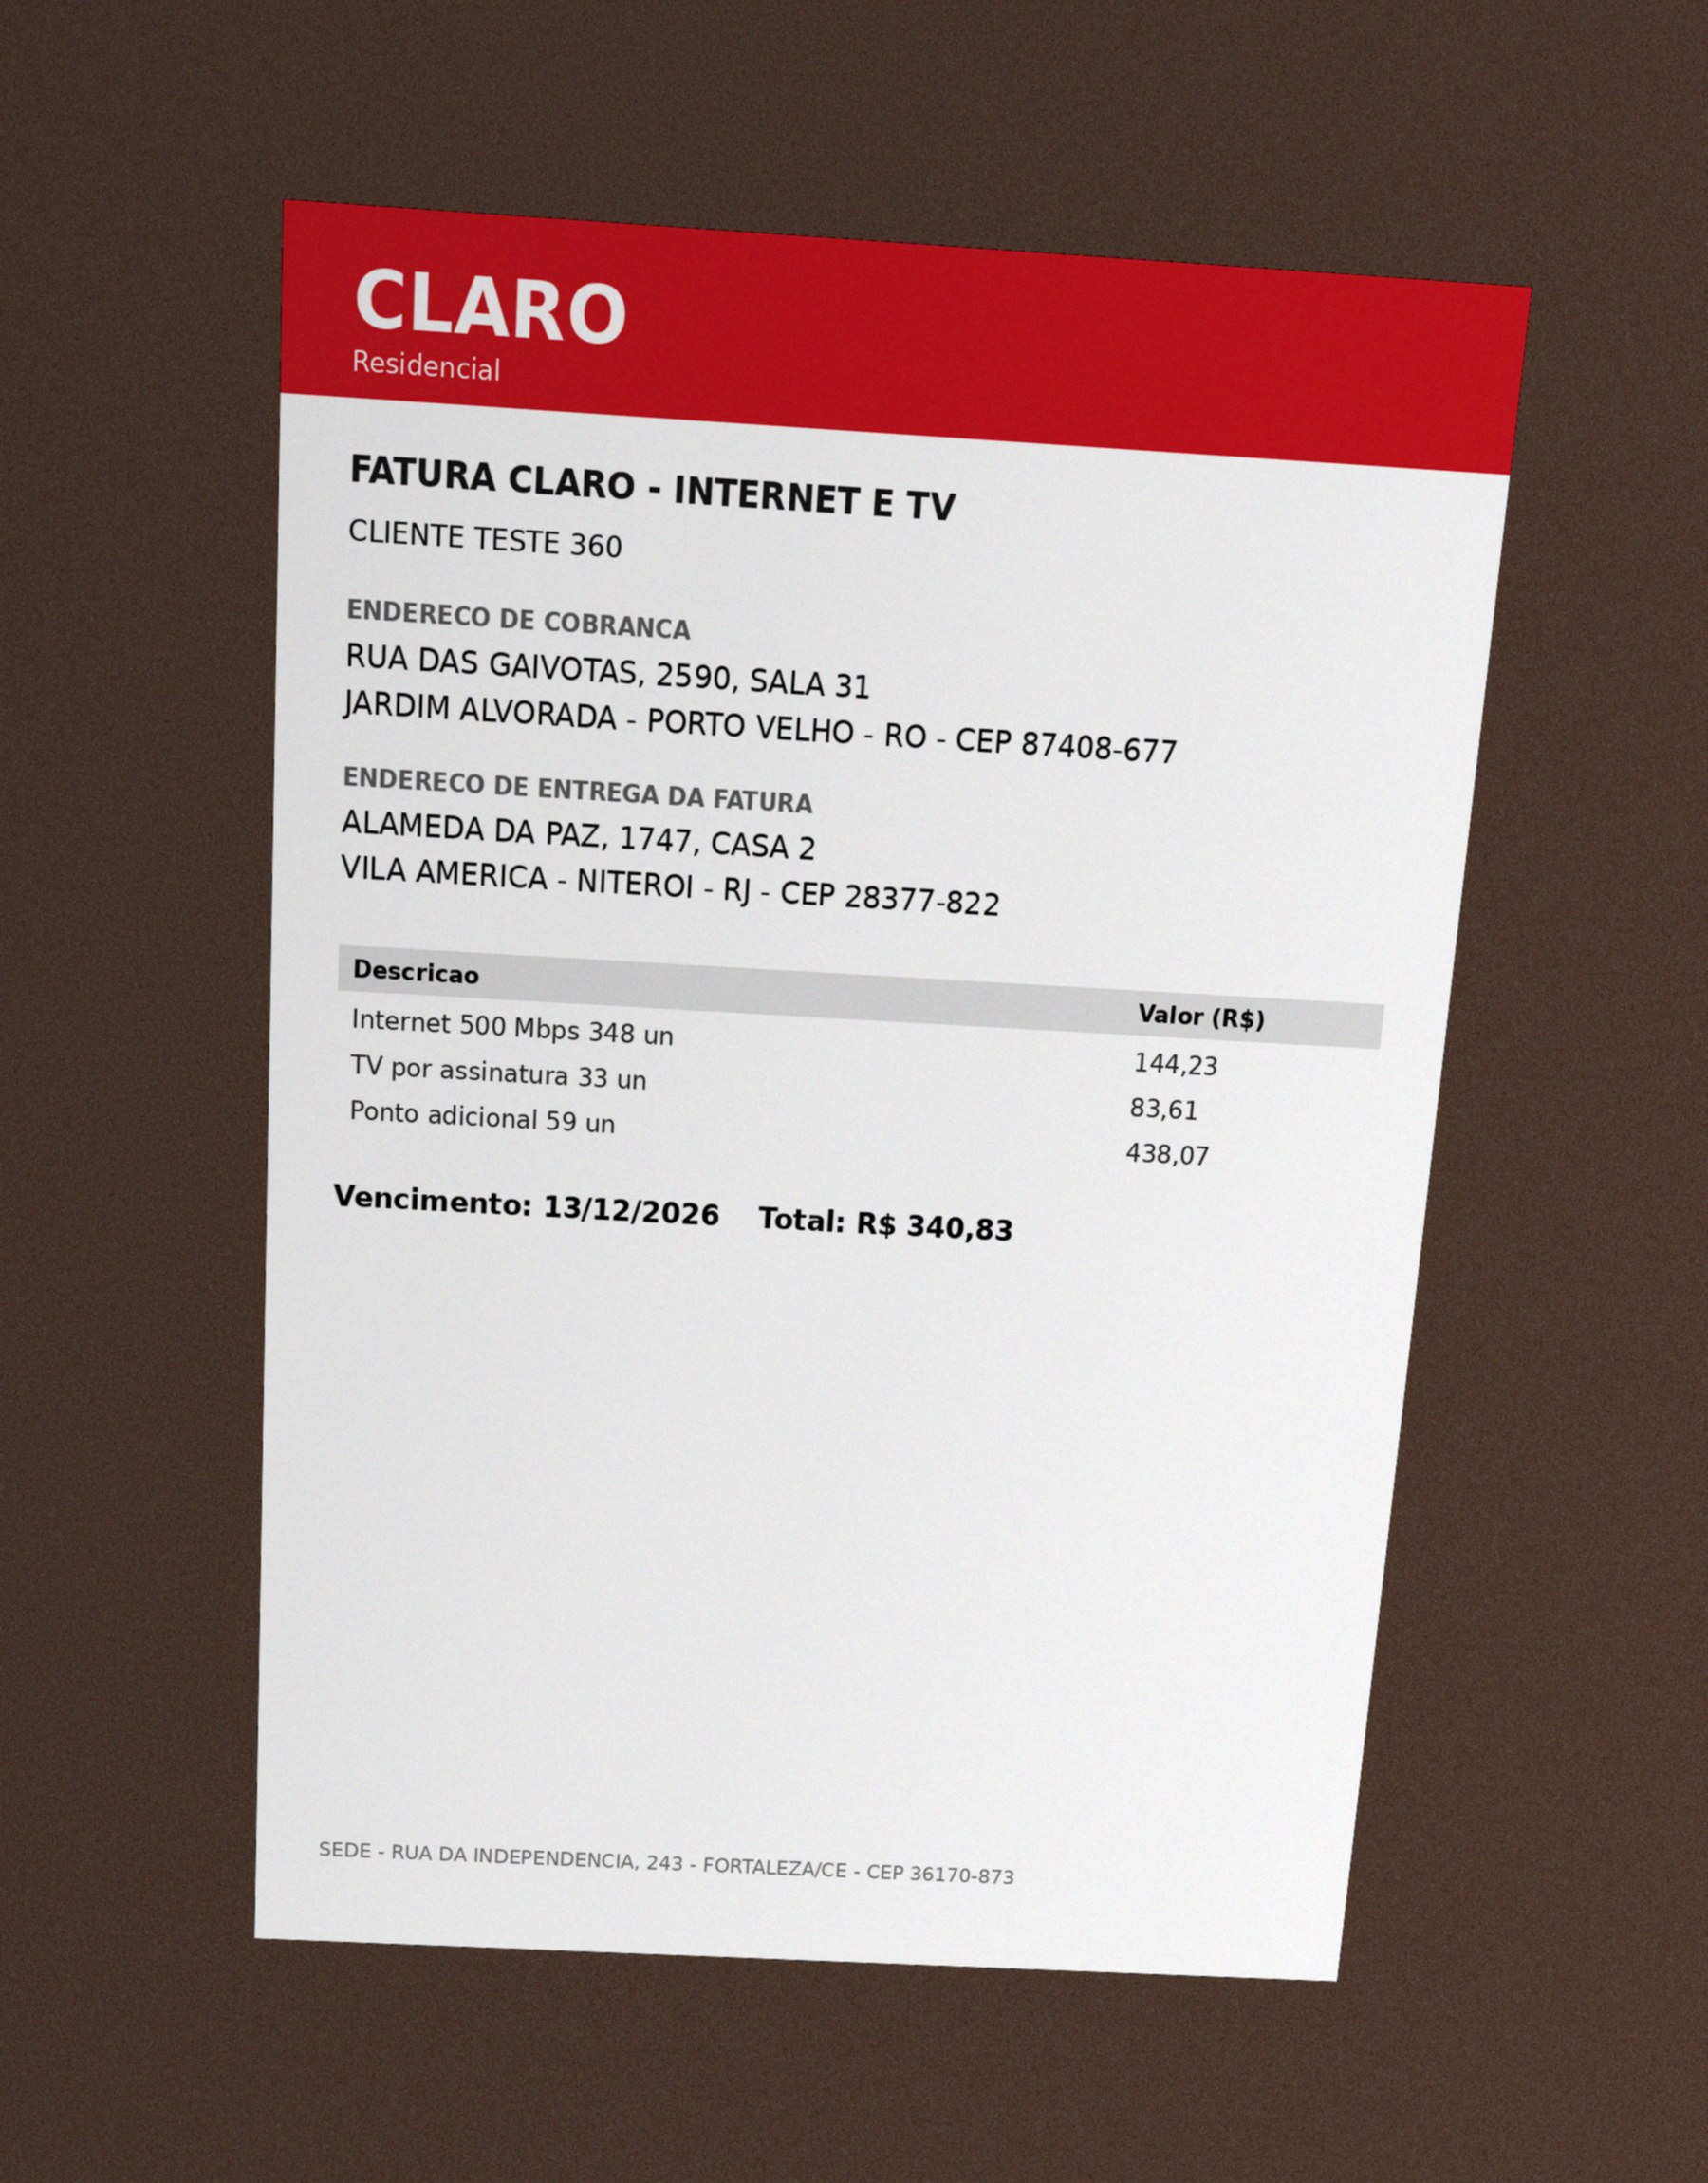 CLARO
Residencial
FATURA CLARO - INTERNET E TV
CLIENTE TESTE 360
ENDERECO DE COBRANCA
RUA DAS GAIVOTAS, 2590, SALA 31
JARDIM ALVORADA - PORTO VELHO - RO - CEP 87408-677
ENDERECO DE ENTREGA DA FATURA
ALAMEDA DA PAZ, 1747, CASA 2
VILA AMERICA - NITEROI - RJ - CEP 28377-822
Descricao Valor (R$)
Internet 500 Mbps 348 un 144,23
TV por assinatura 33 un 83,61
Ponto adicional 59 un 438,07
Vencimento: 13/12/2026 Total: R$ 340,83
SEDE - RUA DA INDEPENDENCIA, 243 - FORTALEZA/CE - CEP 36170-873